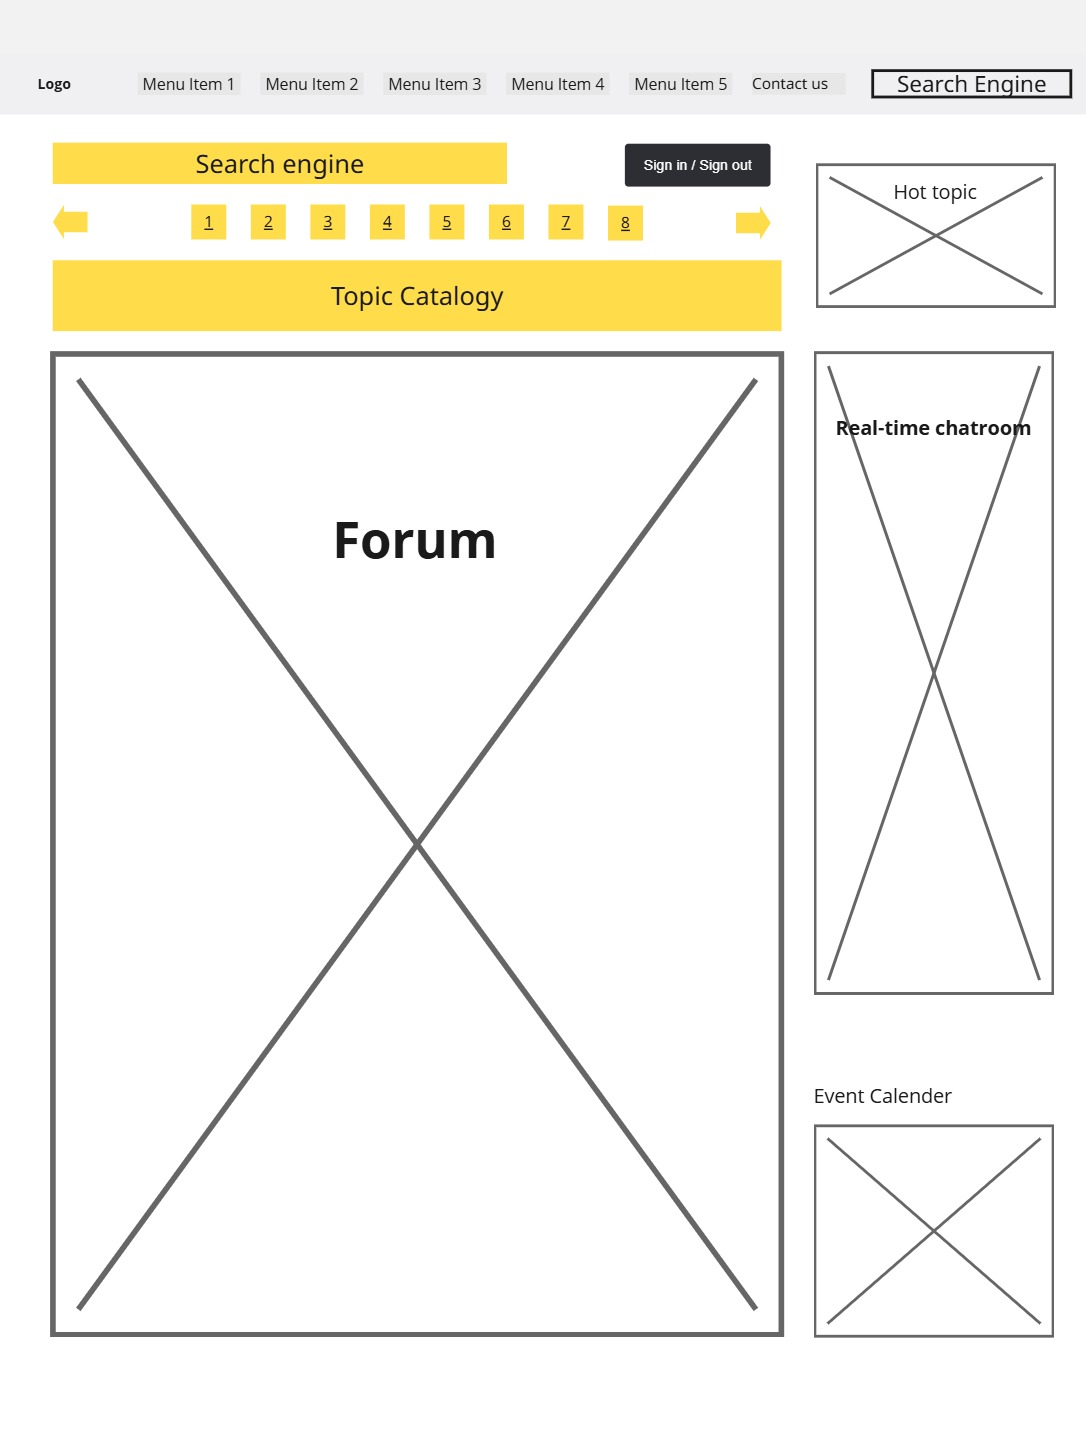 Logo
Menu Item 1
Menu Item 2
Menu Item 3
Menu Item 4
Menu Item 5
Contact us
Search Engine
Search engine
Sign in / Sign out
1
2
3
4
5
6
7
8
Topic Catalogy
Hot topic
Forum
Real-time chatroom
Event Calender